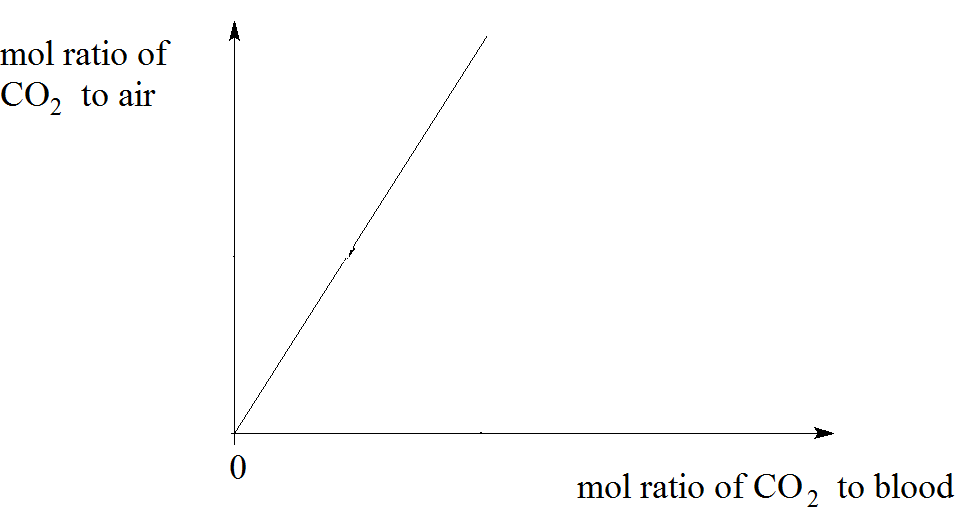 mol ratio of
CO₂ to air
0
mol ratio of CO₂ to blood